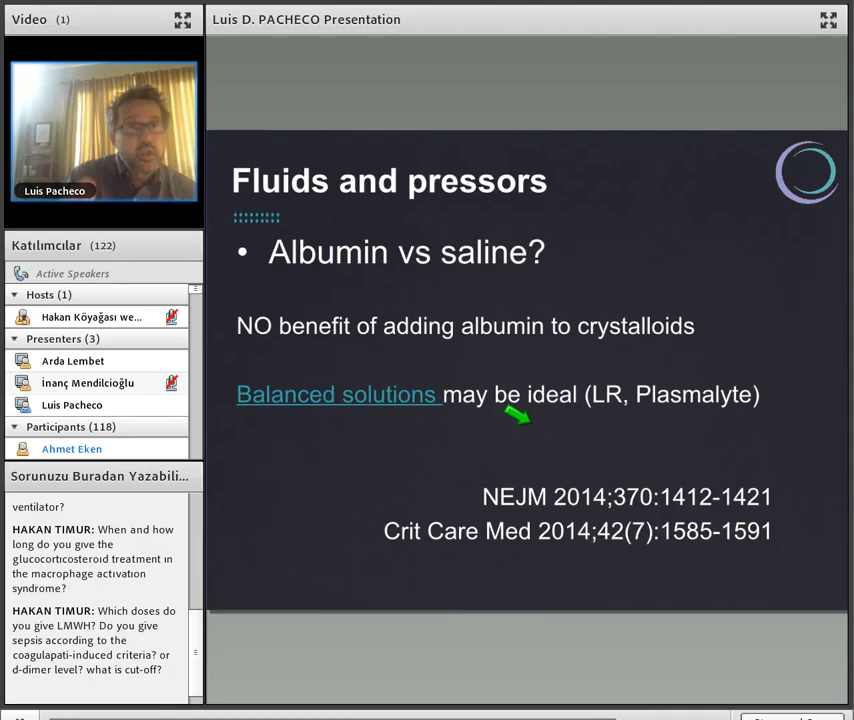 Video (1)
Luis Pacheco
Katılımcılar (122)
Active Speakers
Hosts (1)
Hakan Köyağası we...
Presenters (3)
Arda Lembet
İnanç Mendilcioğlu
Luis Pacheco
Participants (118)
Ahmet Eken
Sorunuzu Buradan Yazabili...
ventilator?
HAKAN TIMUR: When and how
long do you gıve the
glucocortıcosteroid treatment ın
the macrophage actıvatıon
syndrome?
HAKAN TIMUR: Which doses do
you give LMWH? Do you give
sepsis according to the
coagulapati-induced criteria? or
d-dimer level? what is cut-off?
Luis D. PACHECO Presentation
Fluids and pressors
• Albumin vs saline?
NO benefit of adding albumin to crystalloids
Balanced solutions may be ideal (LR, Plasmalyte)
NEJM 2014;370:1412-1421
Crit Care Med 2014;42(7):1585-1591